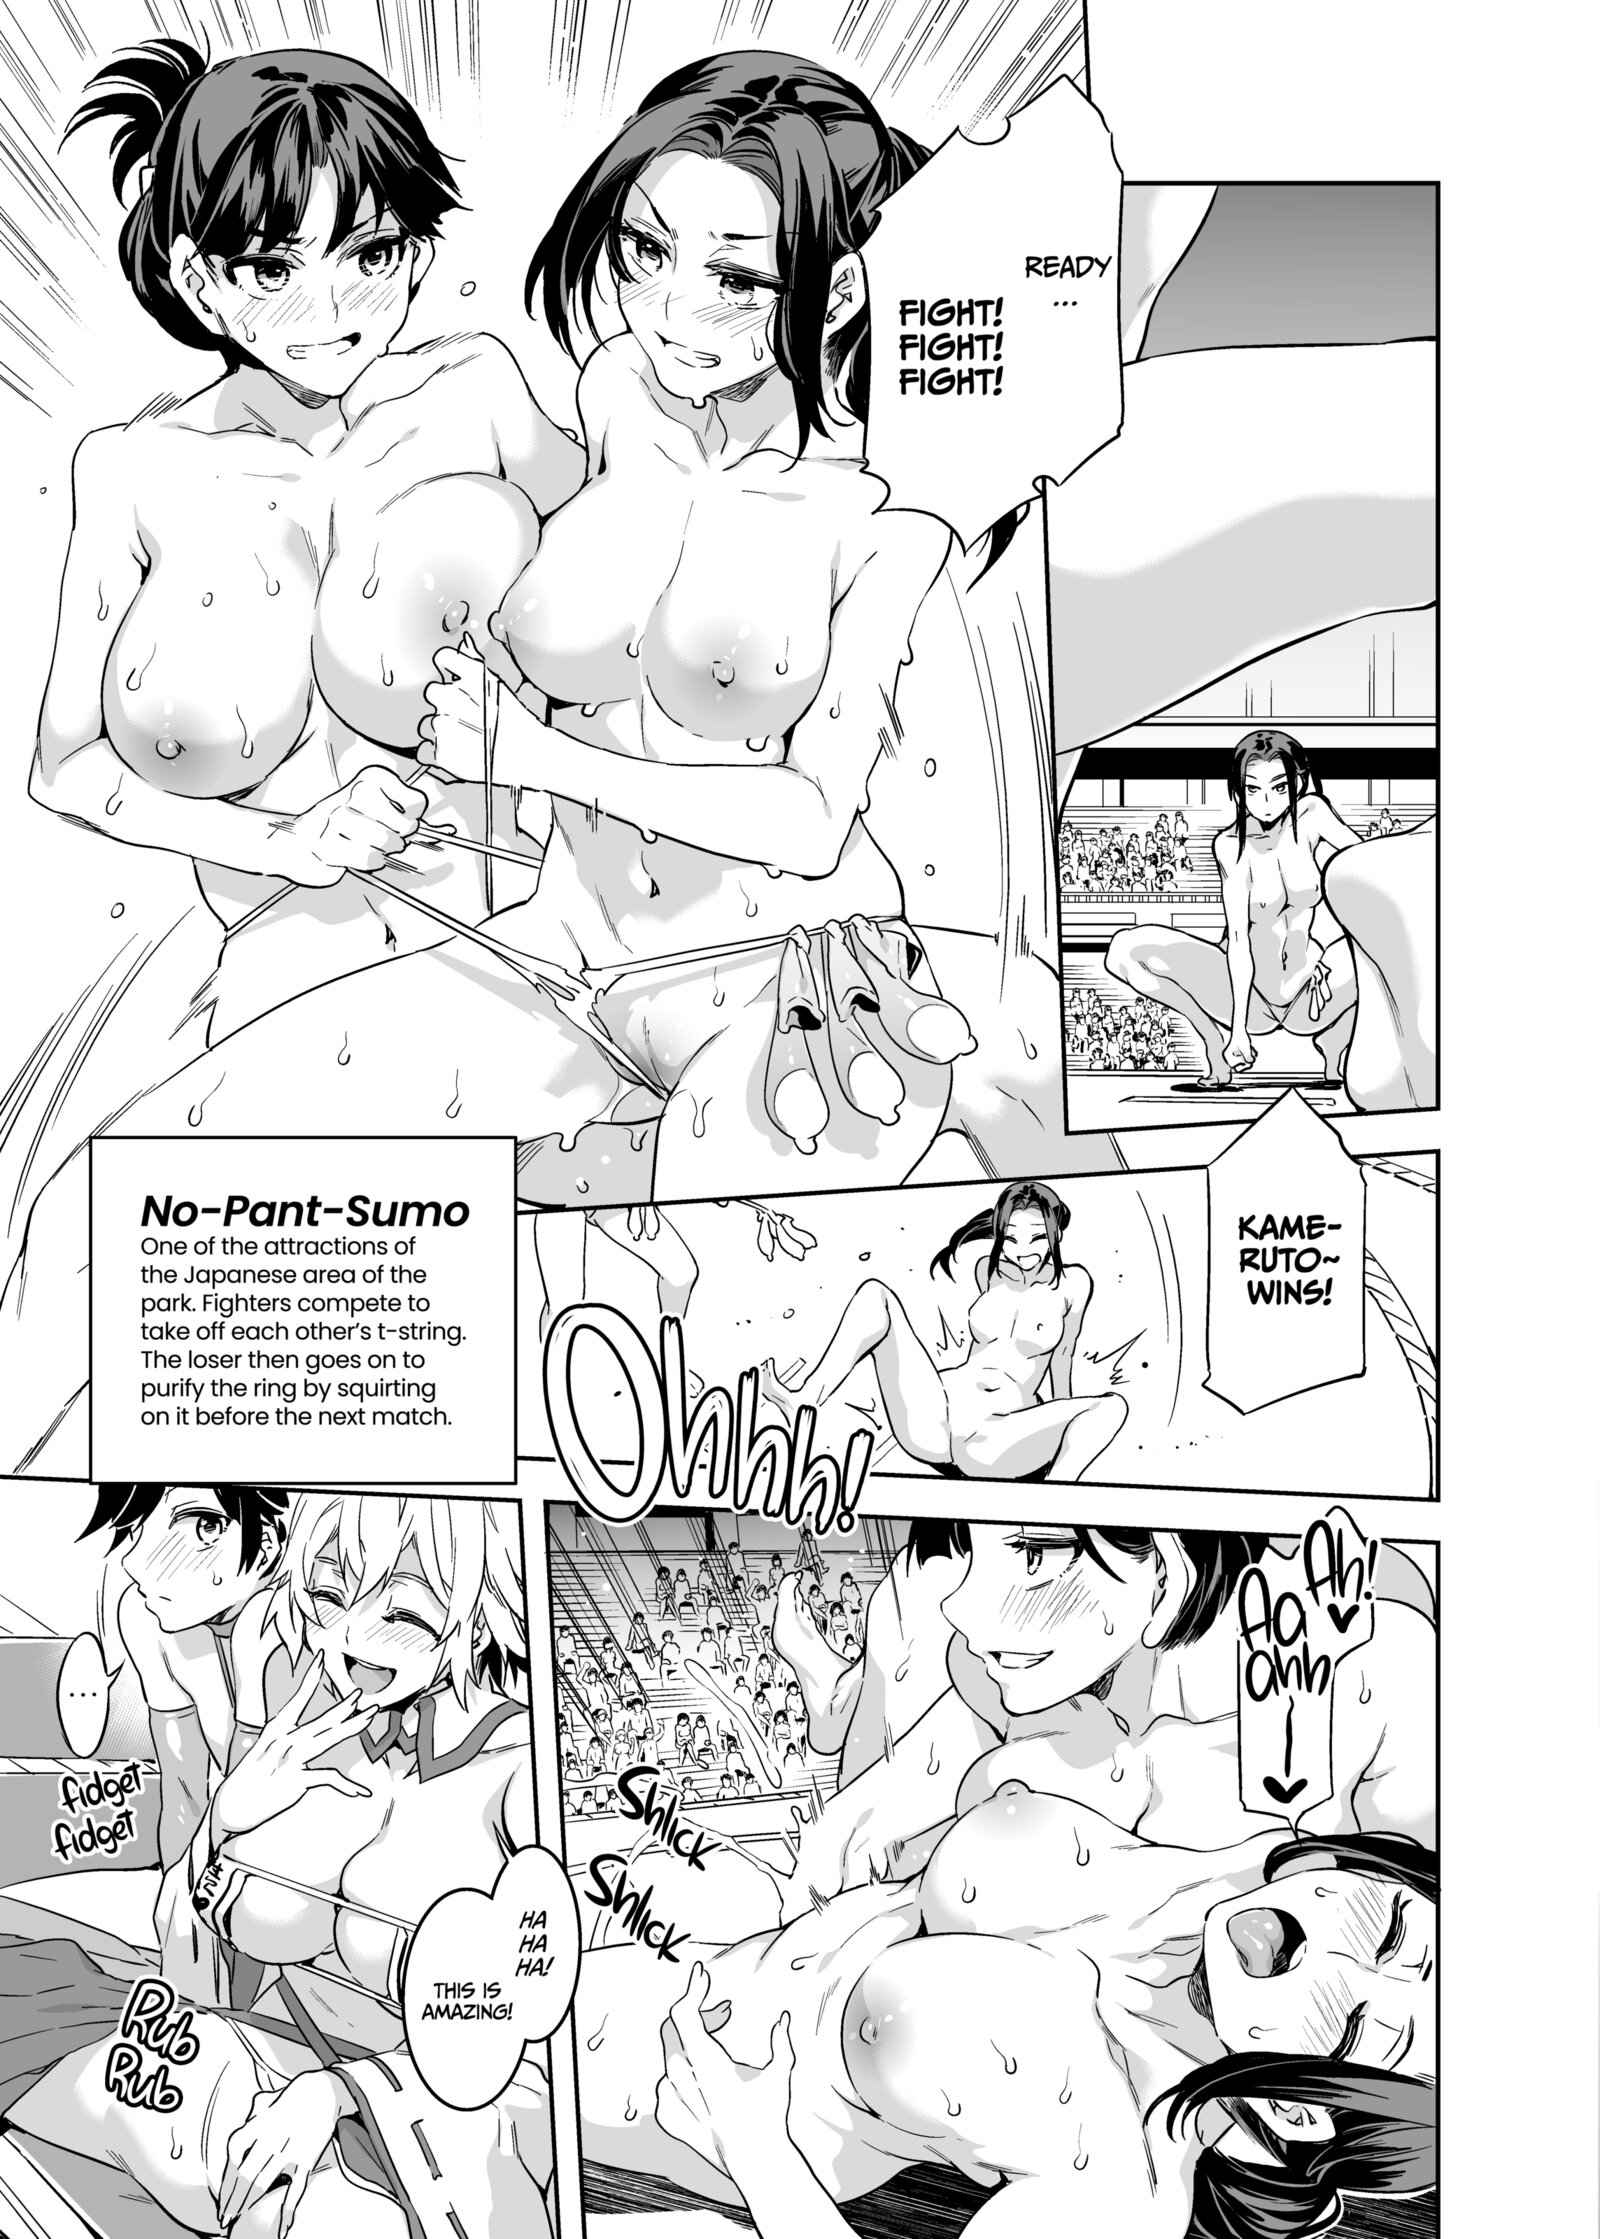 READY
...
FIGHT!
FIGHT!
FIGHT!
KAME-
RUTO~
WINS!
No-Pant-Sumo
One of the attractions of
the Japanese area of the
park. Fighters compete to
take off each other's t-string.
The loser then goes on to
purify the ring by squirting
on it before the next match.
Ohhh!
Ah!
Aa
ahh
Shlick
Shlick
...
fidget
fidget
HA
HA
HA!
THIS IS
AMAZING!
Rub
Rub